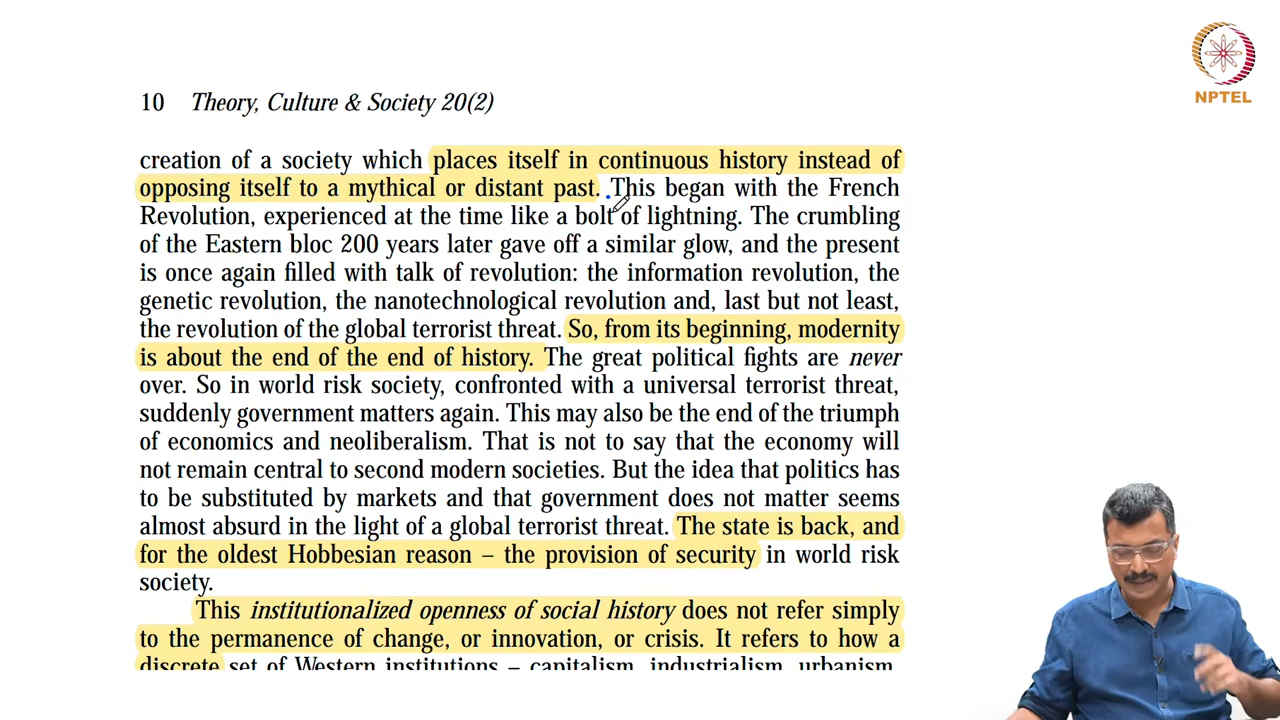 NPTEL
10 Theory, Culture & Society 20(2)
creation of a society which places itself in continuous history instead of
opposing itself to a mythical or distant past. This began with the French
Revolution, experienced at the time like a bolt of lightning. The crumbling
of the Eastern bloc 200 years later gave off a similar glow, and the present
is once again filled with talk of revolution: the information revolution, the
genetic revolution, the nanotechnological revolution and, last but not least,
the revolution of the global terrorist threat. So, from its beginning, modernity
is about the end of the end of history. The great political fights are never
over. So in world risk society, confronted with a universal terrorist threat,
suddenly government matters again. This may also be the end of the triumph
of economics and neoliberalism. That is not to say that the economy will
not remain central to second modern societies. But the idea that politics has
to be substituted by markets and that government does not matter seems
almost absurd in the light of a global terrorist threat. The state is back, and
for the oldest Hobbesian reason – the provision of security in world risk
society.
This institutionalized openness of social history does not refer simply
to the permanence of change, or innovation, or crisis. It refers to how a
discrete set of Western institutions – capitalism, industrialism, urbanism,